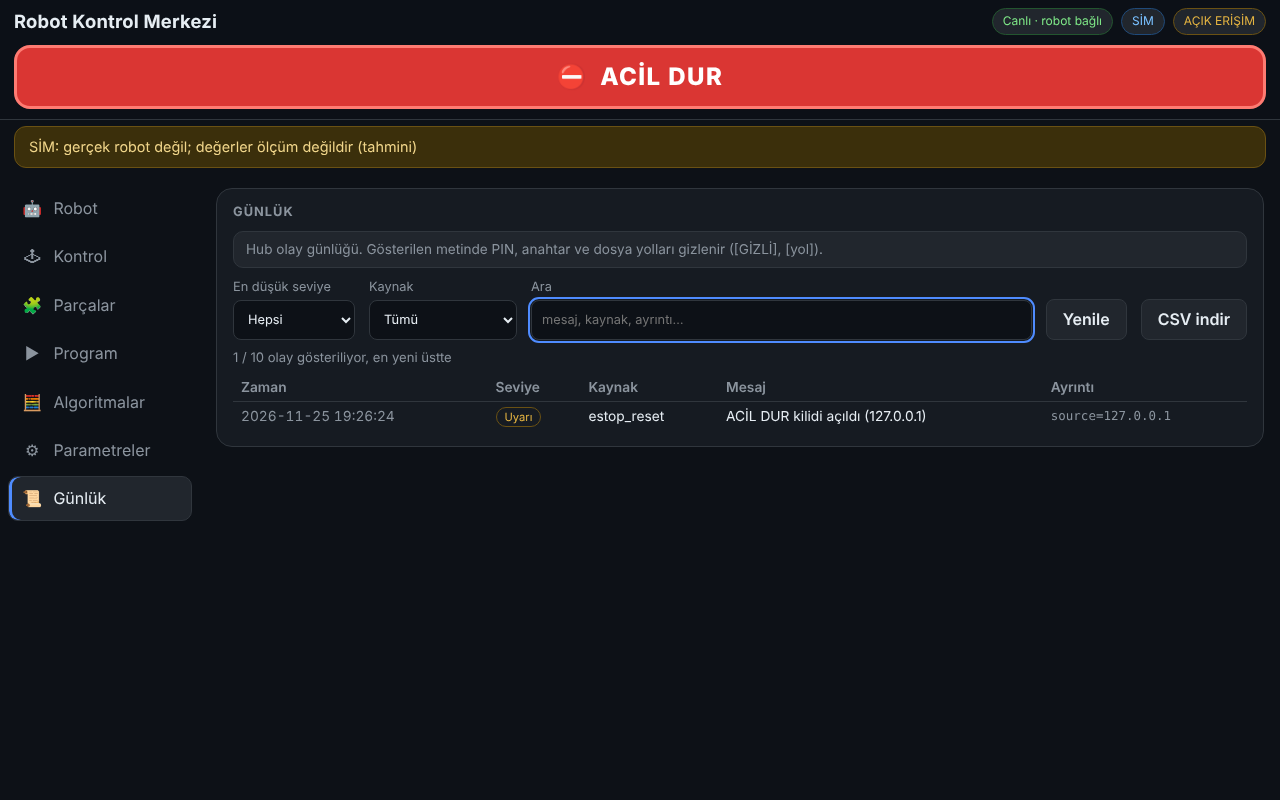 Robot Kontrol Merkezi
Canlı · robot bağlı
SİM
AÇIK ERİŞİM
ACİL DUR
SİM: gerçek robot değil; değerler ölçüm değildir (tahmini)
Robot
Kontrol
Parçalar
Program
Algoritmalar
Parametreler
Günlük
GÜNLÜK
Hub olay günlüğü. Gösterilen metinde PIN, anahtar ve dosya yolları gizlenir ([GİZLİ], [yol]).
En düşük seviye Kaynak Ara
Hepsi Tümü mesaj, kaynak, ayrıntı... Yenile CSV indir
1 / 10 olay gösteriliyor, en yeni üstte
Zaman Seviye Kaynak Mesaj Ayrıntı
2026-11-25 19:26:24 Uyarı estop_reset ACİL DUR kilidi açıldı (127.0.0.1) source=127.0.0.1